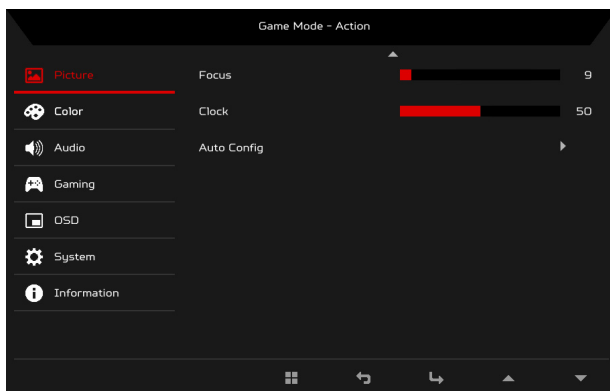 Game Mode - Action
Picture
Focus 9
Color
Clock 50
Audio
Auto Config
Gaming
OSD
System
Information